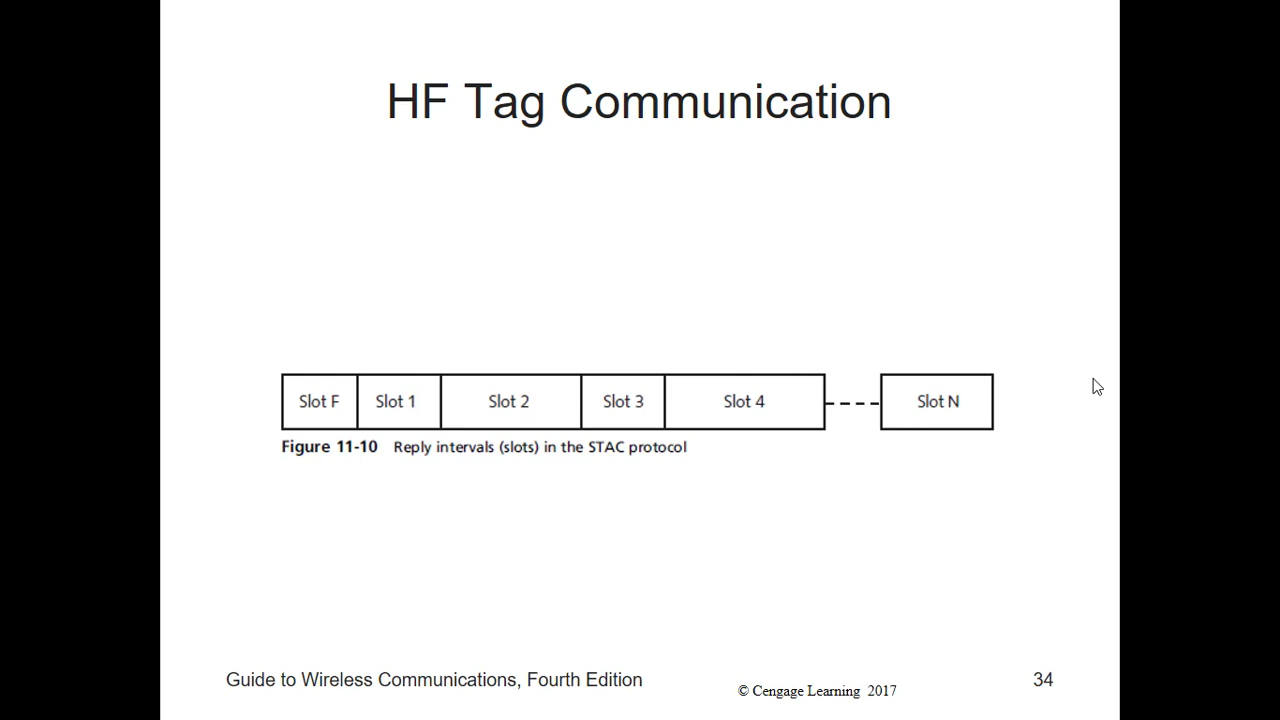 HF Tag Communication
Slot F Slot 1 Slot 2 Slot 3 Slot 4 Slot N
Figure 11-10 Reply intervals (slots) in the STAC protocol
Guide to Wireless Communications, Fourth Edition
© Cengage Learning 2017
34